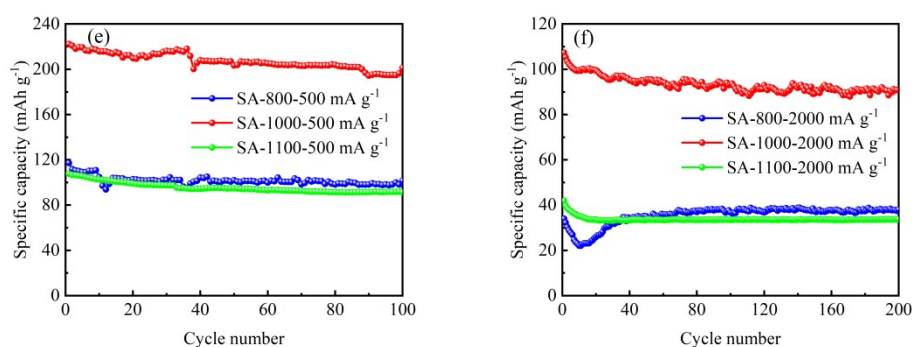 (e)
Specific capacity (mAh g⁻¹)
240
200
160
120
80
40
0
SA-800-500 mA g⁻¹
SA-1000-500 mA g⁻¹
SA-1100-500 mA g⁻¹
0 20 40 60 80 100
Cycle number
(f)
Specific capacity (mAh g⁻¹)
120
100
80
60
40
20
0
SA-800-2000 mA g⁻¹
SA-1000-2000 mA g⁻¹
SA-1100-2000 mA g⁻¹
0 40 80 120 160 200
Cycle number